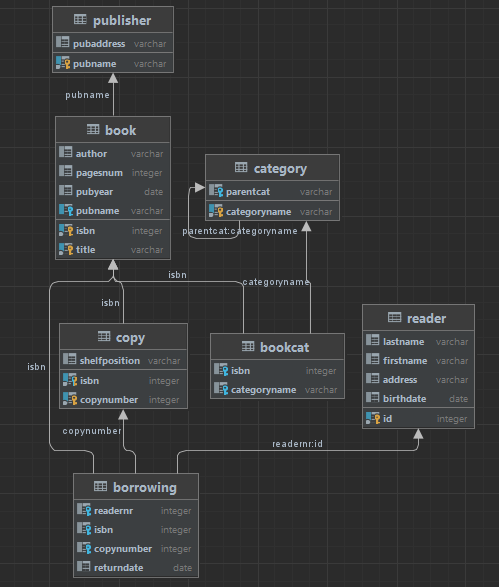 publisher
pubaddress varchar
pubname varchar
pubname
book
author varchar
pagesnum integer
pubyear date
pubname varchar
isbn integer
title varchar
category
parentcat varchar
categoryname varchar
parentcat:categoryname
isbn
categoryname
isbn
reader
lastname varchar
firstname varchar
address varchar
birthdate date
id integer
copy
shelfposition varchar
isbn integer
copynumber integer
bookcat
isbn integer
categoryname varchar
isbn
copynumber
readernr:id
borrowing
readernr integer
isbn integer
copynumber integer
returndate date